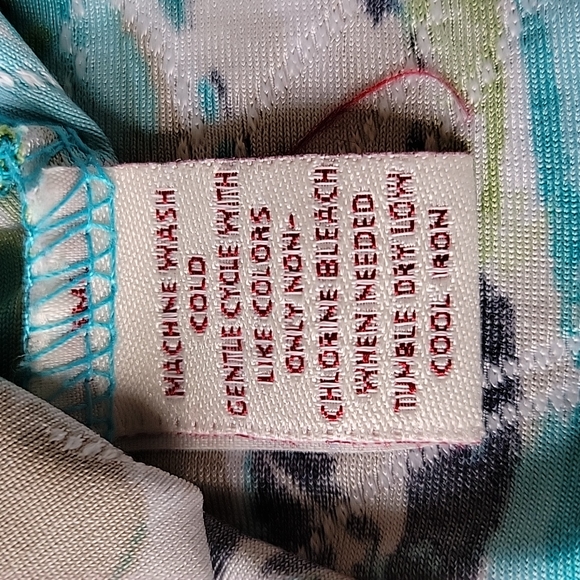 MACHINE WASH
COLD
GENTLE CYCLE WITH
LIKE COLORS
ONLY NON-
CHLORINE BLEACH
WHEN NEEDED
TUMBLE DRY LOW
COOL IRON